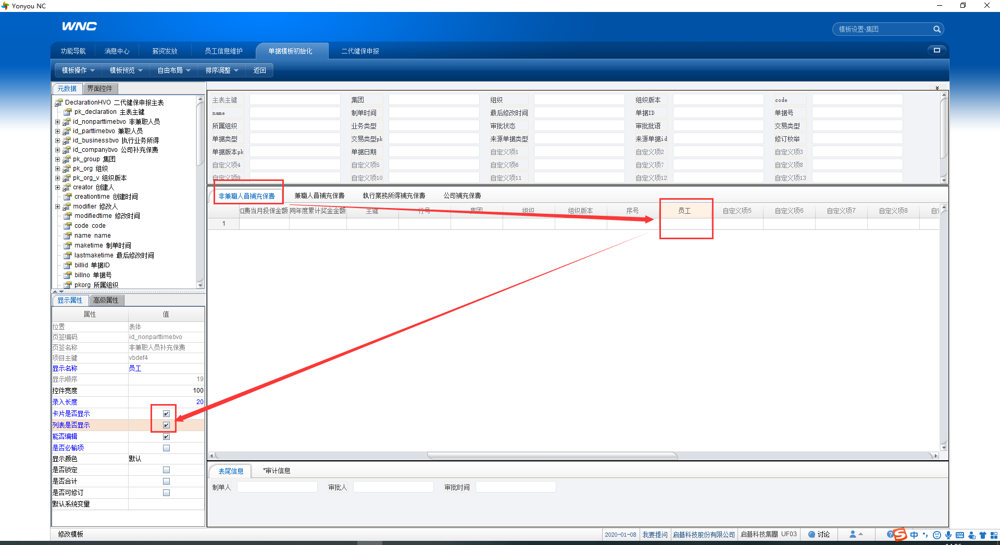 Yonyou NC
WNC
模板设置-集团
功能导航 消息中心 薪资发放 员工信息维护 单据模板初始化 二代健保申报
模板操作 模板预览 自由布局 排序调整 返回
元数据 界面控件
DeclarationHVO 二代健保申报主表
pk_declaration 主表主键
id_nonparttimebvo 非兼职人员
id_parttimebvo 兼职人员
id_businessbvo 执行业务所得
id_companybvo 公司补充保费
pk_group 集团
pk_org 组织
pk_org_v 组织版本
creator 创建人
creationtime 创建时间
modifier 修改人
modifiedtime 修改时间
code code
name name
maketime 制单时间
lastmaketime 最后修改时间
billid 单据ID
billno 单据号
pkorg 所属组织
主表主键 集团 组织 组织版本 code
name 制单时间 最后修改时间 单据ID 单据号
所属组织 业务类型 审批状态 审批批语 交易类型
单据类型 交易类型pk 来源单据类型 来源单据id 修订枚举
单据版本pk 单据日期 自定义项1 自定义项2 自定义项3
自定义项4 自定义项5 自定义项6 自定义项7 自定义项8
自定义项9 自定义项10 自定义项11 自定义项12 自定义项13
非兼職人員補充保費 兼職人員補充保費 執行業務所得補充保費 公司補充保費
扣费当月投保金额 同年度累计奖金金额 主键 行号 集团 组织 组织版本 序号 员工 自定义项5 自定义项6 自定义项7 自定义项8
1
显示属性 高级属性
属性 值
位置 表体
页签编码 id_nonparttimebvo
页签名称 非兼职人员补充保费
项目主键 vbdef4
显示名称 员工
显示顺序 19
控件宽度 100
录入长度 20
卡片是否显示
列表是否显示
能否编辑
是否必输项
显示颜色 默认
是否锁定
是否合计
是否可修订
默认系统变量
表尾信息 *审计信息
制单人 审批人 审批时间
修改模板
2020-01-08 我要提问 启碁科技股份有限公司 启碁科技集團 UF03 讨论
中